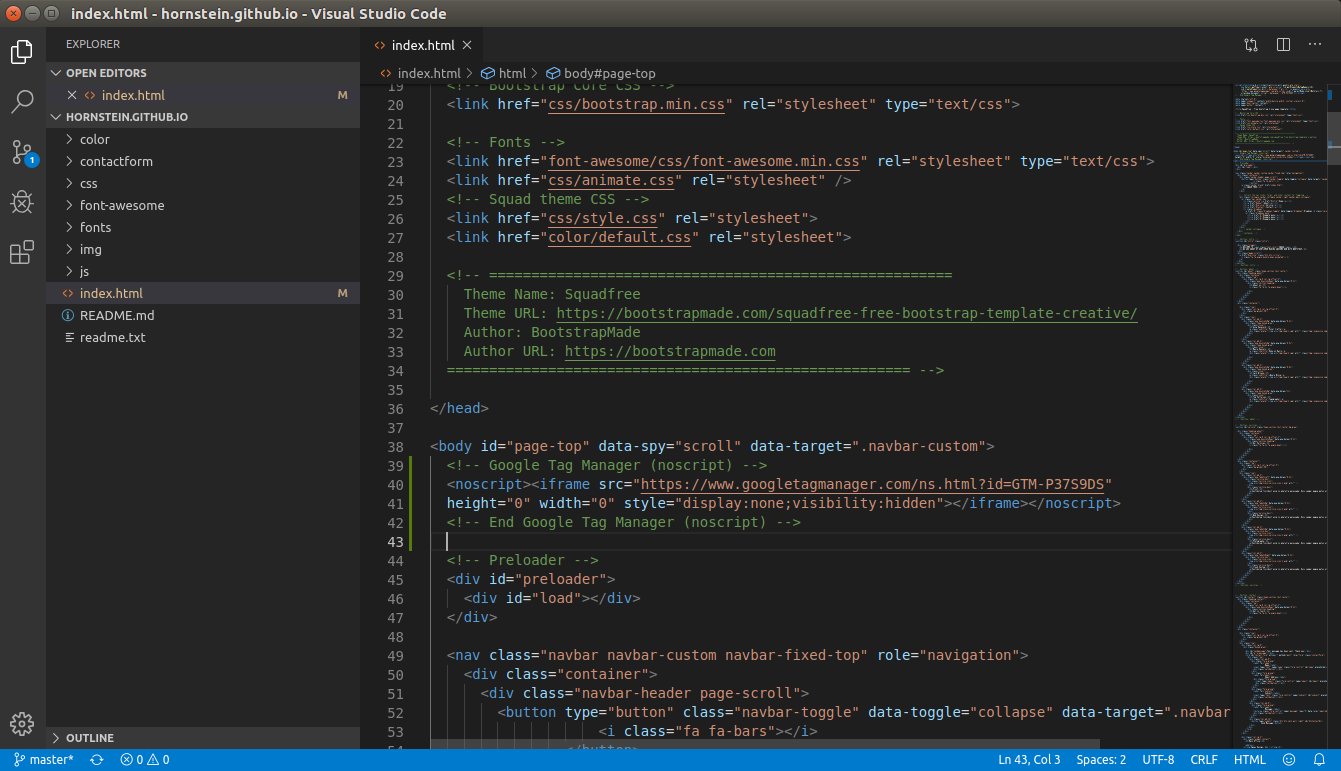 index.html - hornstein.github.io - Visual Studio Code
EXPLORER
OPEN EDITORS
index.html M
HORNSTEIN.GITHUB.IO
color
contactform
css
font-awesome
fonts
img
js
index.html M
README.md
readme.txt
OUTLINE
1
index.html
index.html > html > body#page-top
19 <!-- Bootstrap Core CSS -->
20 <link href="css/bootstrap.min.css" rel="stylesheet" type="text/css">
21
22 <!-- Fonts -->
23 <link href="font-awesome/css/font-awesome.min.css" rel="stylesheet" type="text/css">
24 <link href="css/animate.css" rel="stylesheet" />
25 <!-- Squad theme CSS -->
26 <link href="css/style.css" rel="stylesheet">
27 <link href="color/default.css" rel="stylesheet">
28
29 <!-- =======================================================
30 Theme Name: Squadfree
31 Theme URL: https://bootstrapmade.com/squadfree-free-bootstrap-template-creative/
32 Author: BootstrapMade
33 Author URL: https://bootstrapmade.com
34 ======================================================= -->
35
36 </head>
37
38 <body id="page-top" data-spy="scroll" data-target=".navbar-custom">
39 <!-- Google Tag Manager (noscript) -->
40 <noscript><iframe src="https://www.googletagmanager.com/ns.html?id=GTM-P37S9DS"
41 height="0" width="0" style="display:none;visibility:hidden"></iframe></noscript>
42 <!-- End Google Tag Manager (noscript) -->
43
44 <!-- Preloader -->
45 <div id="preloader">
46 <div id="load"></div>
47 </div>
48
49 <nav class="navbar navbar-custom navbar-fixed-top" role="navigation">
50 <div class="container">
51 <div class="navbar-header page-scroll">
52 <button type="button" class="navbar-toggle" data-toggle="collapse" data-target=".navbar
53 <i class="fa fa-bars"></i>
54 </button>
master* 0 0 Ln 43, Col 3 Spaces: 2 UTF-8 CRLF HTML